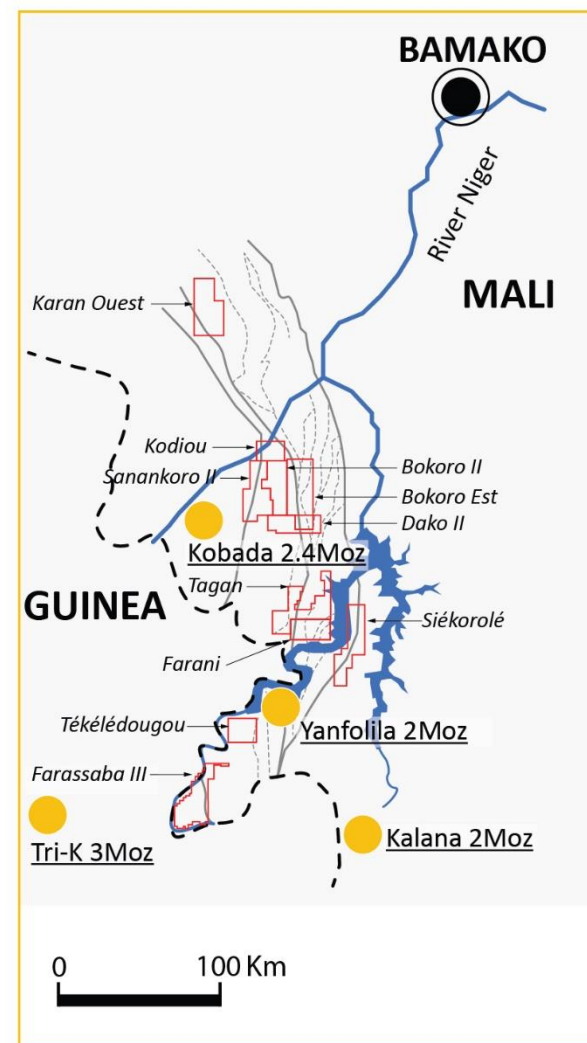 BAMAKO
River Niger
MALI
Karan Ouest
Kodiou
Sanankoro II
Bokoro II
Bokoro Est
Dako II
Kobada 2.4Moz
Tagan
GUINEA
Siékorolé
Farani
Tékélédougou
Yanfolila 2Moz
Farassaba III
Tri-K 3Moz
Kalana 2Moz
0 100 Km